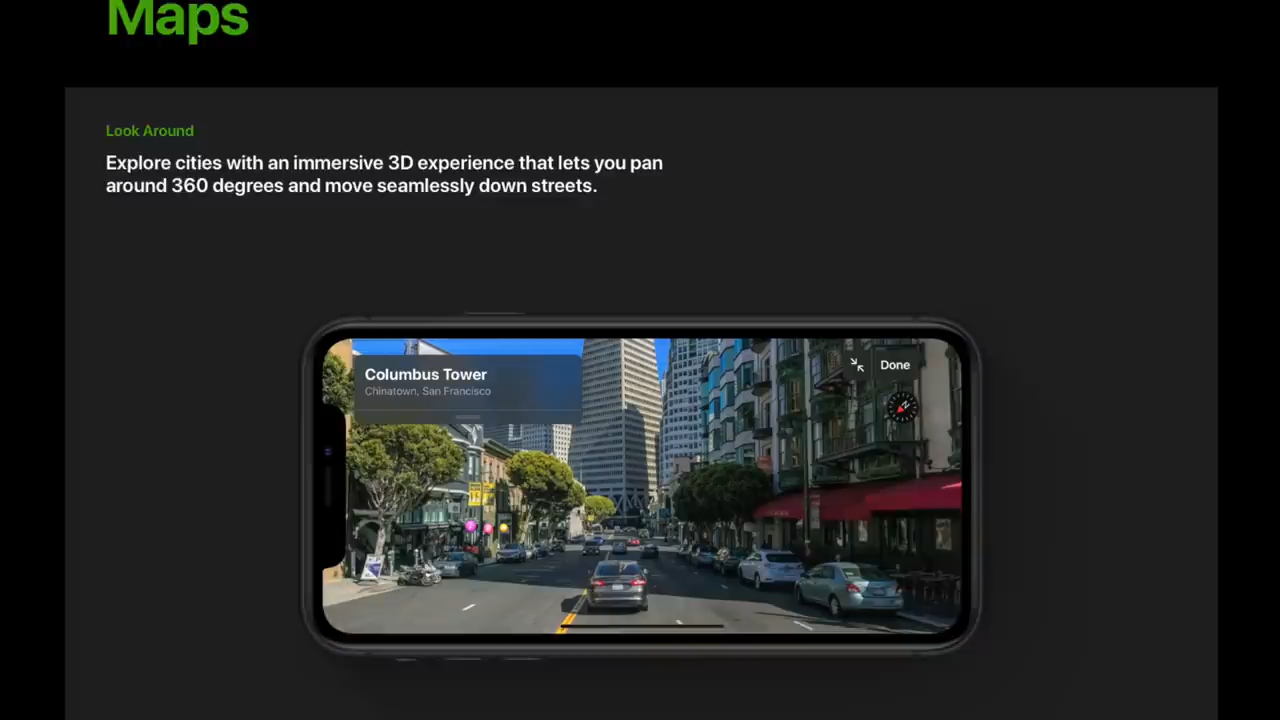 Maps
Look Around
Explore cities with an immersive 3D experience that lets you pan
around 360 degrees and move seamlessly down streets.
Columbus Tower
Chinatown, San Francisco
Done